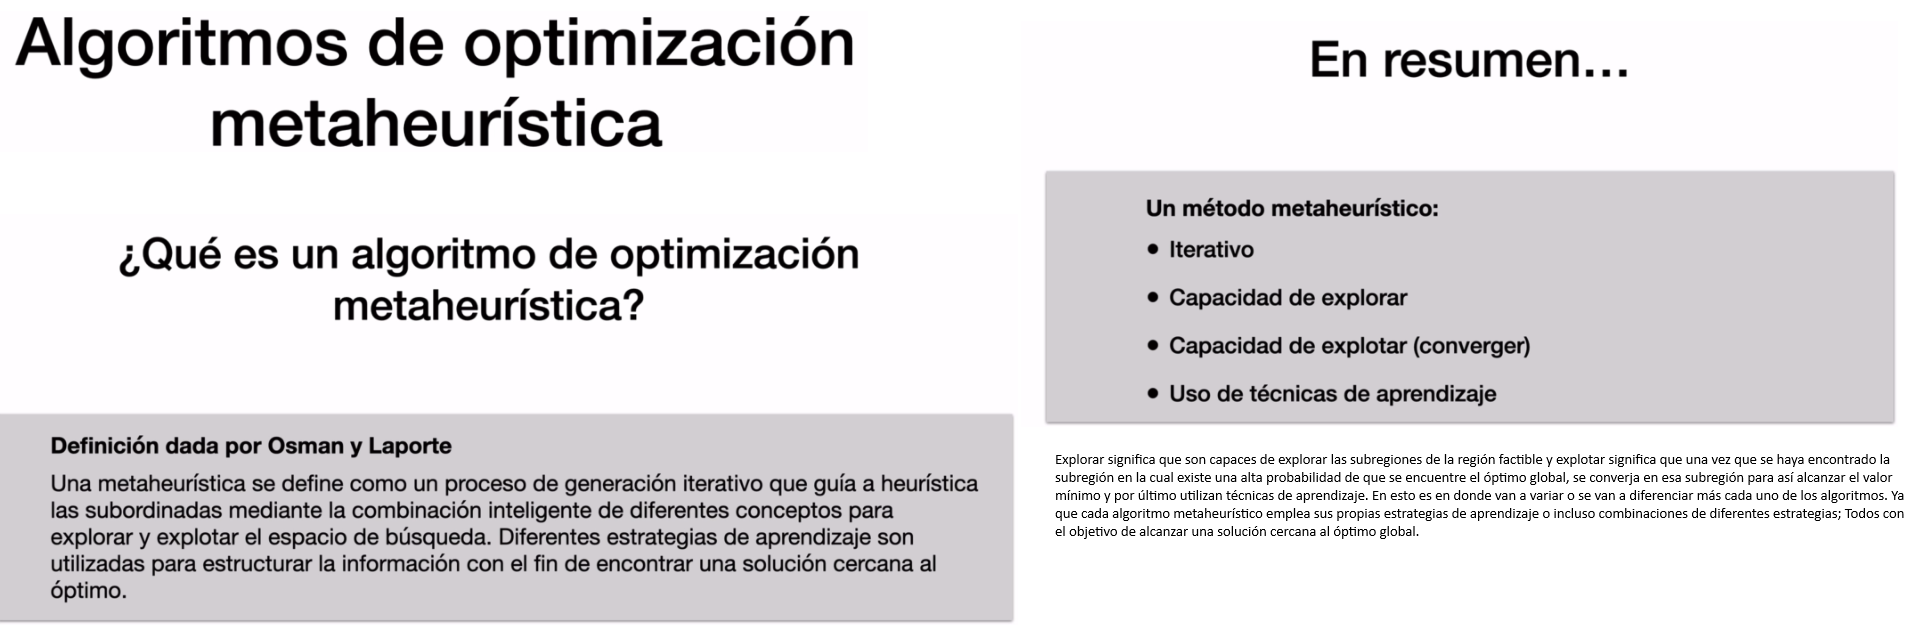 Algoritmos de optimización
metaheurística
¿Qué es un algoritmo de optimización
metaheurística?
Definición dada por Osman y Laporte
Una metaheurística se define como un proceso de generación iterativo que guía a heurística
las subordinadas mediante la combinación inteligente de diferentes conceptos para
explorar y explotar el espacio de búsqueda. Diferentes estrategias de aprendizaje son
utilizadas para estructurar la información con el fin de encontrar una solución cercana al
óptimo.
En resumen...
Un método metaheurístico:
• Iterativo
• Capacidad de explorar
• Capacidad de explotar (converger)
• Uso de técnicas de aprendizaje
Explorar significa que son capaces de explorar las subregiones de la región factible y explotar significa que una vez que se haya encontrado la
subregión en la cual existe una alta probabilidad de que se encuentre el óptimo global, se converja en esa subregión para así alcanzar el valor
mínimo y por último utilizan técnicas de aprendizaje. En esto es en donde van a variar o se van a diferenciar más cada uno de los algoritmos. Ya
que cada algoritmo metaheurístico emplea sus propias estrategias de aprendizaje o incluso combinaciones de diferentes estrategias; Todos con
el objetivo de alcanzar una solución cercana al óptimo global.